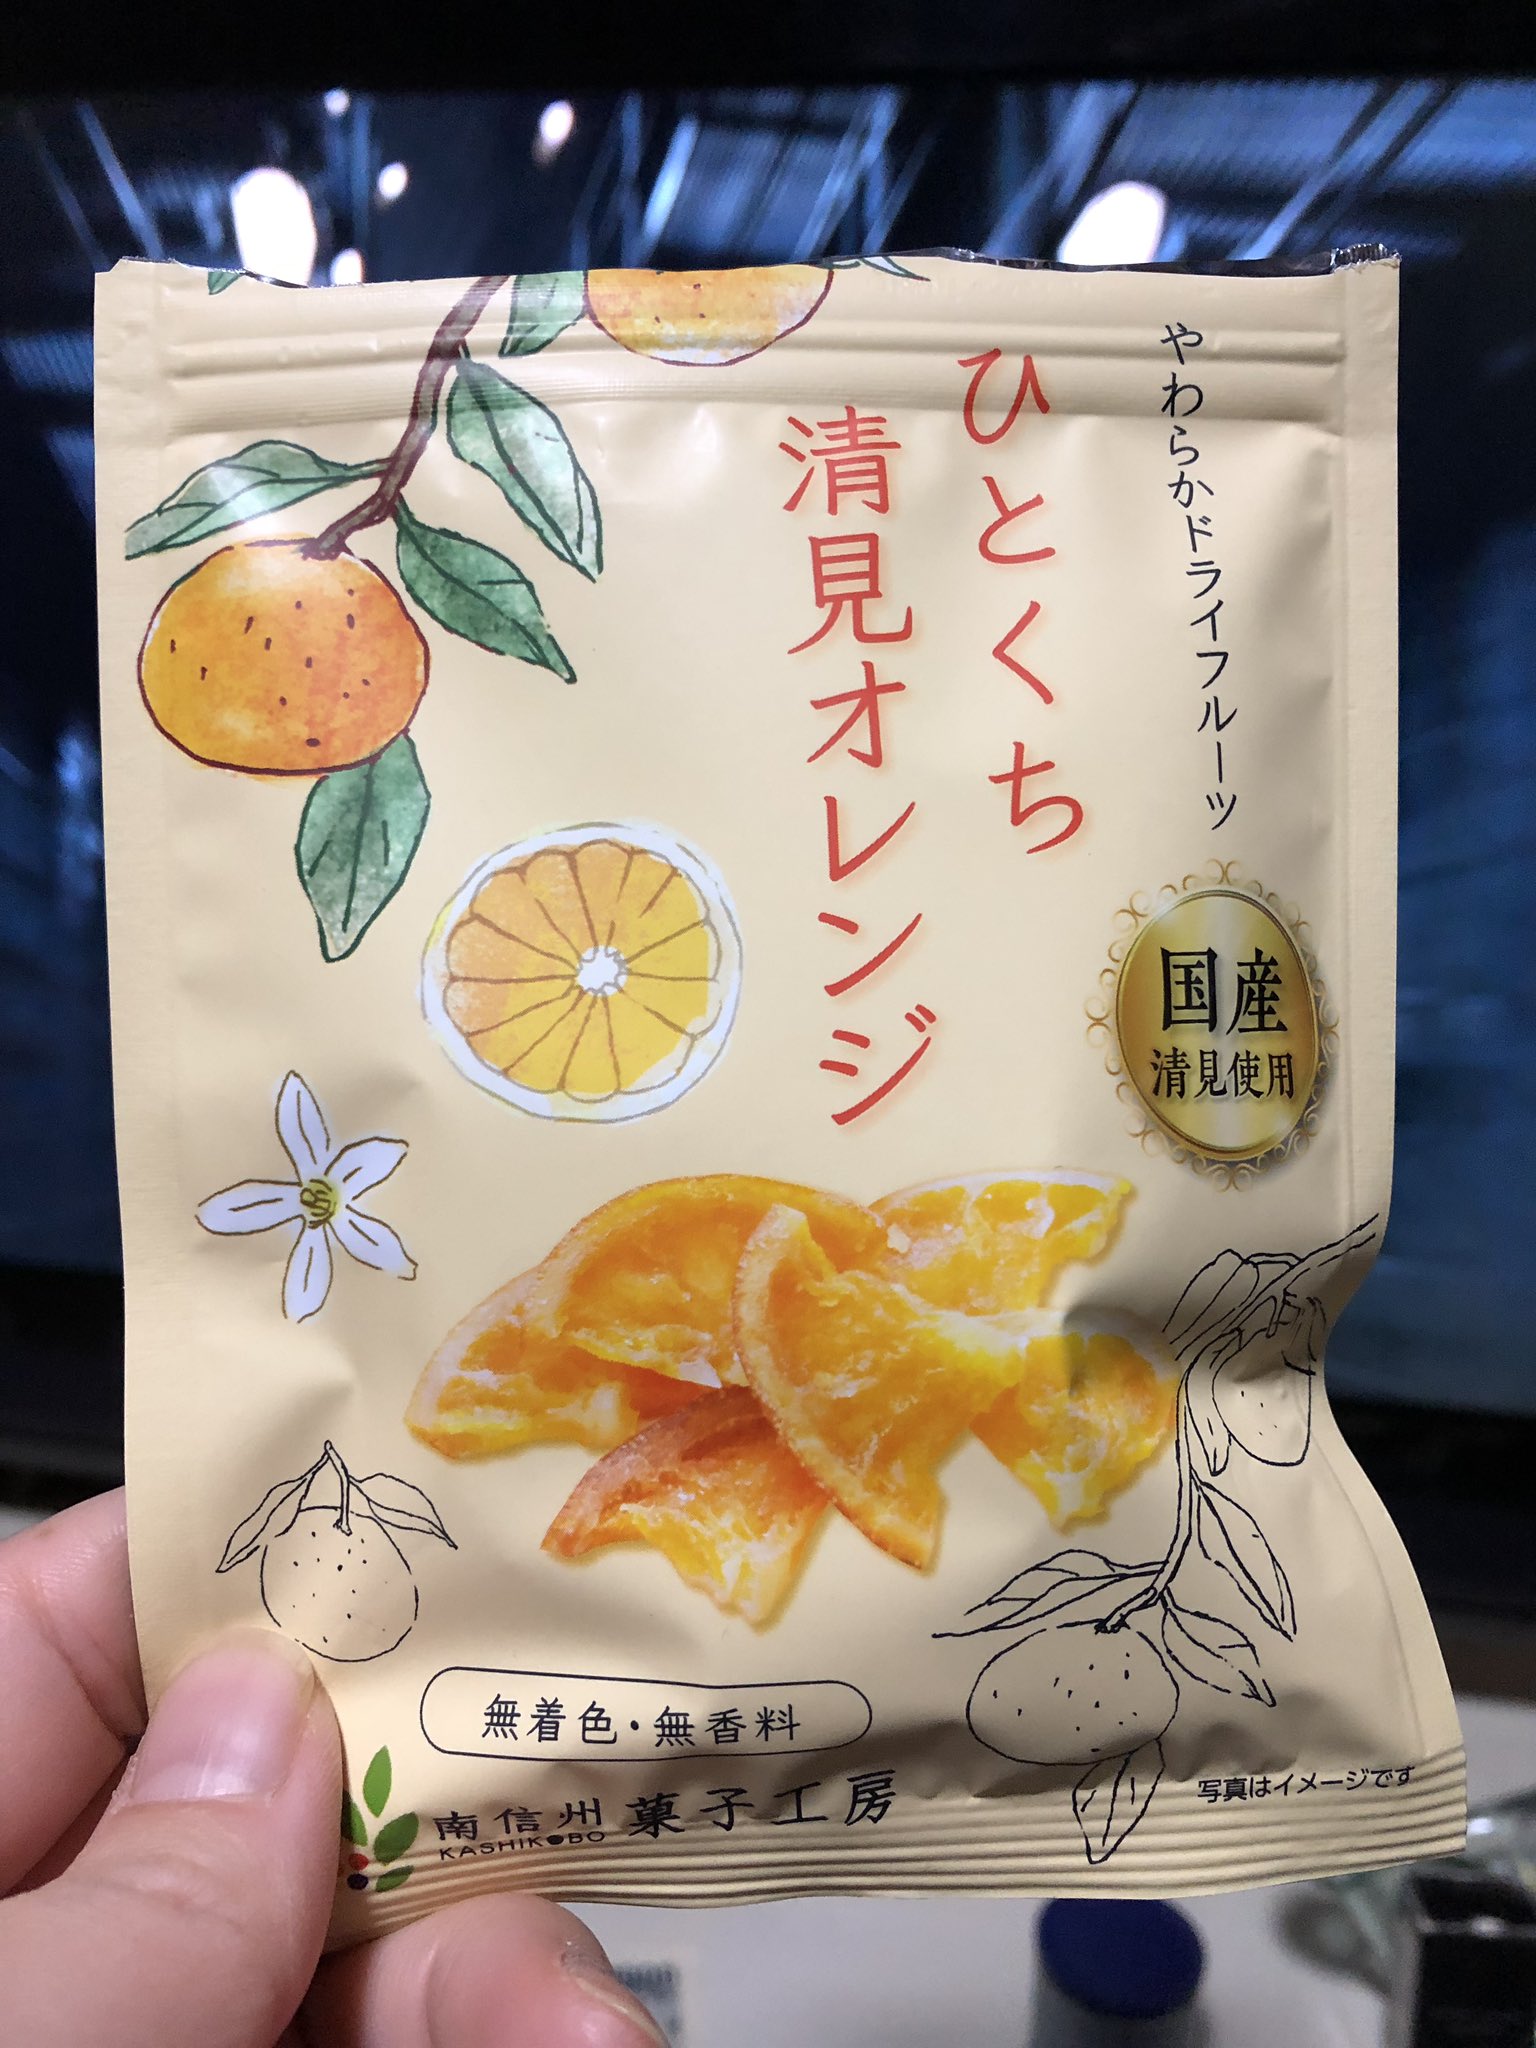 やわらかドライフルーツ
ひとくち
清見オレンジ
国産
清見使用
無着色・無香料
南信州 菓子工房
KASHIKOBO
写真はイメージです